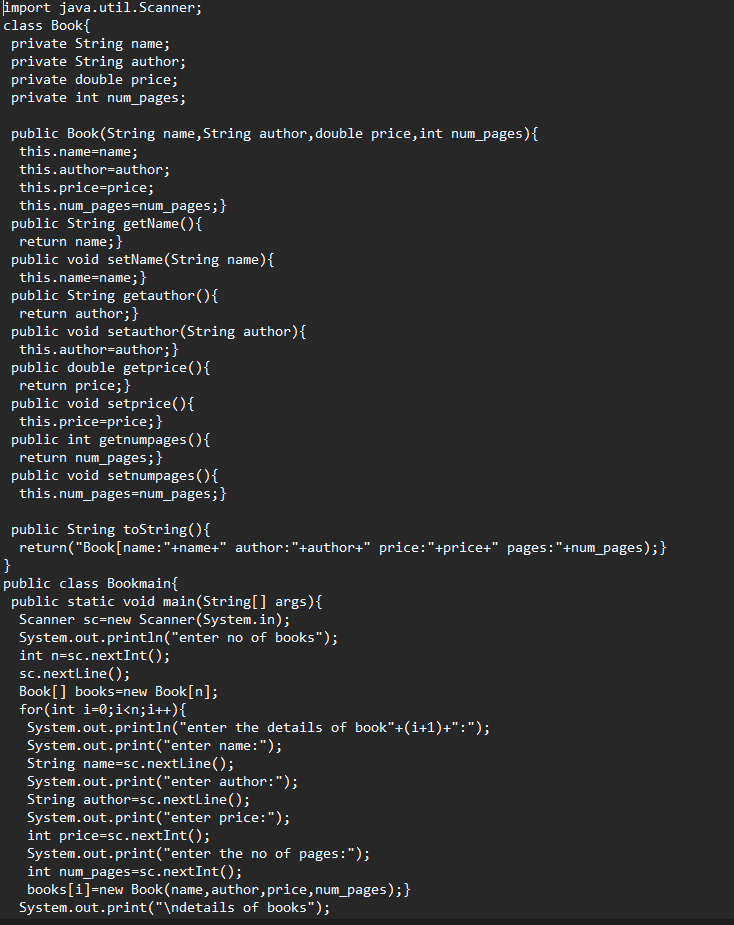 import java.util.Scanner;
class Book{
 private String name;
 private String author;
 private double price;
 private int num_pages;

 public Book(String name,String author,double price,int num_pages){
  this.name=name;
  this.author=author;
  this.price=price;
  this.num_pages=num_pages;}
 public String getName(){
  return name;}
 public void setName(String name){
  this.name=name;}
 public String getauthor(){
  return author;}
 public void setauthor(String author){
  this.author=author;}
 public double getprice(){
  return price;}
 public void setprice(){
  this.price=price;}
 public int getnumpages(){
  return num_pages;}
 public void setnumpages(){
  this.num_pages=num_pages;}

 public String toString(){
  return("Book[name:"+name+" author:"+author+" price:"+price+" pages:"+num_pages);}
}
public class Bookmain{
 public static void main(String[] args){
  Scanner sc=new Scanner(System.in);
  System.out.println("enter no of books");
  int n=sc.nextInt();
  sc.nextLine();
  Book[] books=new Book[n];
  for(int i=0;i<n;i++){
   System.out.println("enter the details of book"+(i+1)+":");
   System.out.print("enter name:");
   String name=sc.nextLine();
   System.out.print("enter author:");
   String author=sc.nextLine();
   System.out.print("enter price:");
   int price=sc.nextInt();
   System.out.print("enter the no of pages:");
   int num_pages=sc.nextInt();
   books[i]=new Book(name,author,price,num_pages);}
  System.out.print("\ndetails of books");